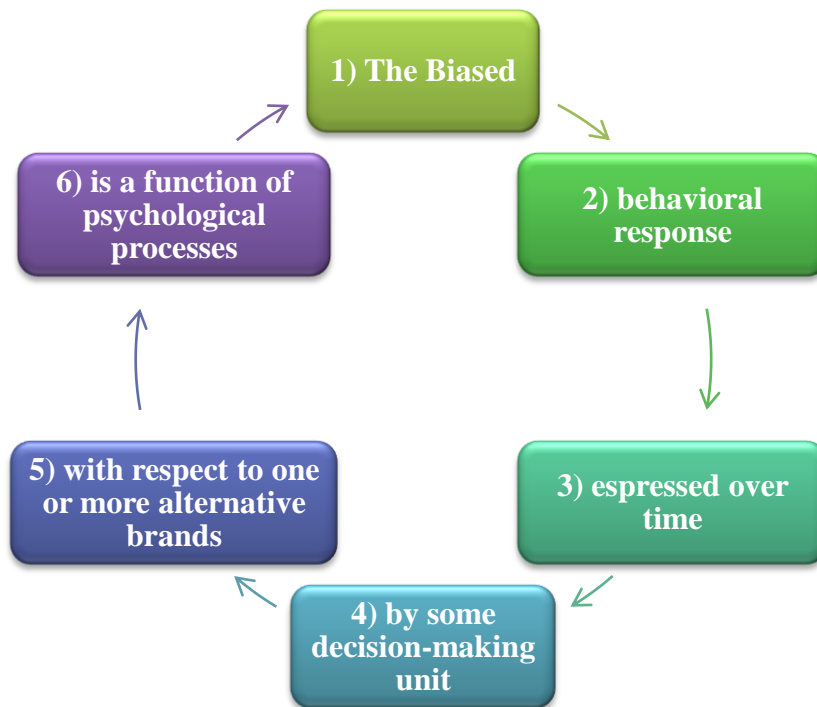 1) The Biased
2) behavioral
response
3) espressed over
time
4) by some
decision-making
unit
5) with respect to one
or more alternative
brands
6) is a function of
psychological
processes